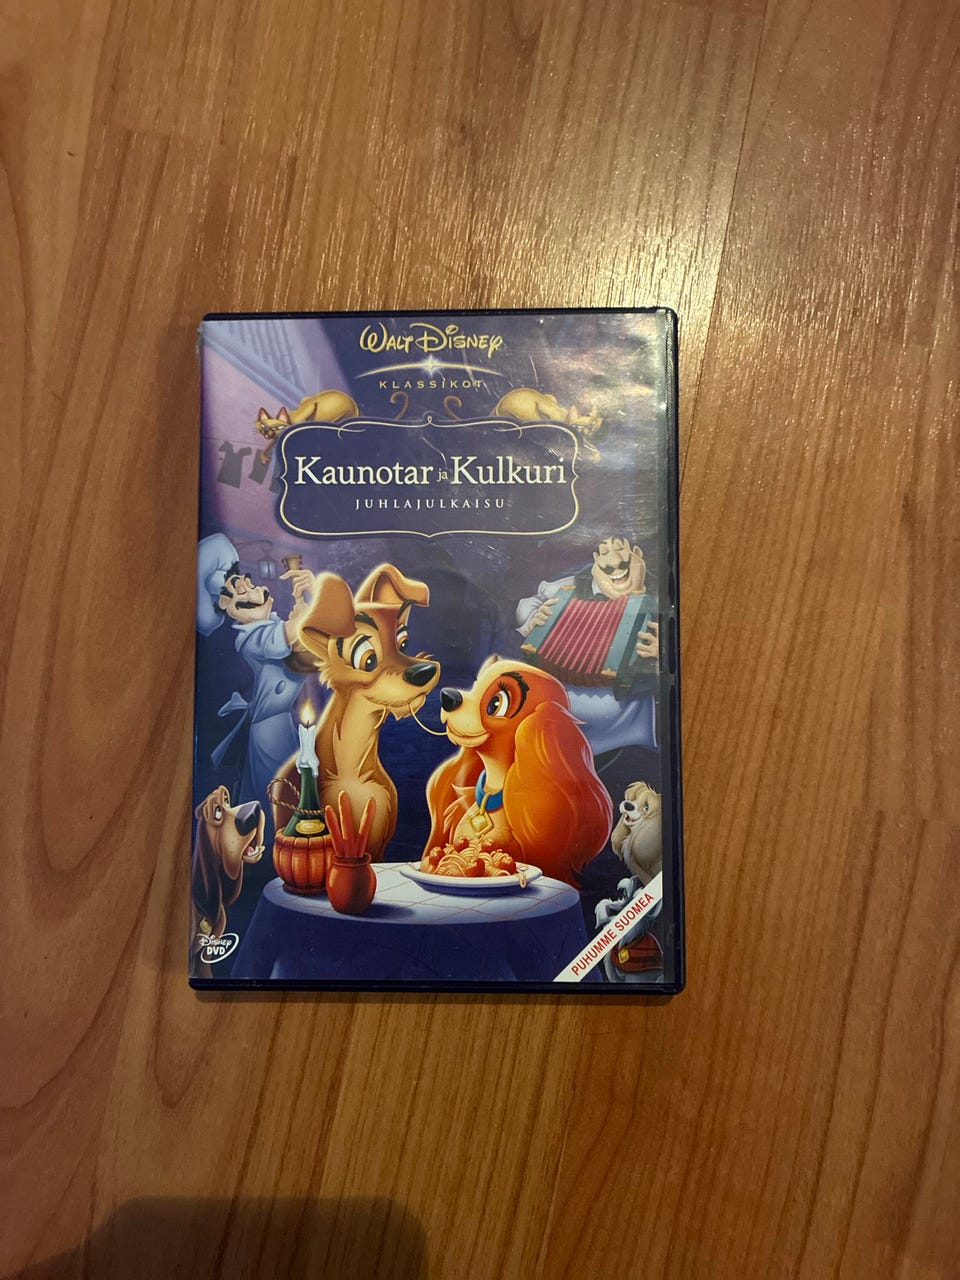 WALT DISNEY
KLASSIKOT
Kaunotar ja Kulkuri
JUHLAJULKAISU
DISNEY
DVD
PUHUMME SUOMEA